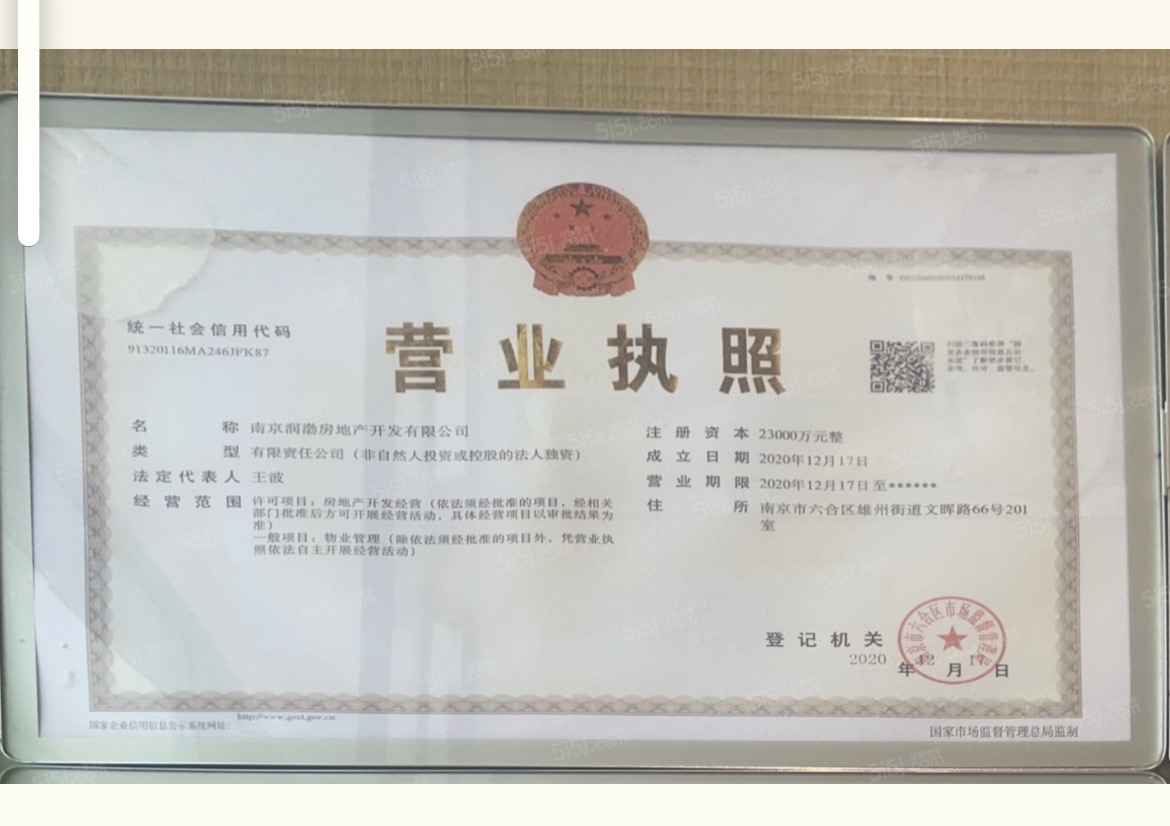 编 号
统一社会信用代码
91320116MA246JFK87
营业执照
名 称 南京润渤房地产开发有限公司
类 型 有限责任公司（非自然人投资或控股的法人独资）
法定代表人 王波
经营范围 许可项目：房地产开发经营（依法须经批准的项目，经相关
部门批准后方可开展经营活动，具体经营项目以审批结果为
准）
一般项目：物业管理（除依法须经批准的项目外，凭营业执
照依法自主开展经营活动）
注册资本 23000万元整
成立日期 2020年12月17日
营业期限 2020年12月17日至******
住 所 南京市六合区雄州街道文晖路66号201
室
登记机关
2020 年 12 月 17 日
国家企业信用信息公示系统网址：
http://www.gsxt.gov.cn
国家市场监督管理总局监制